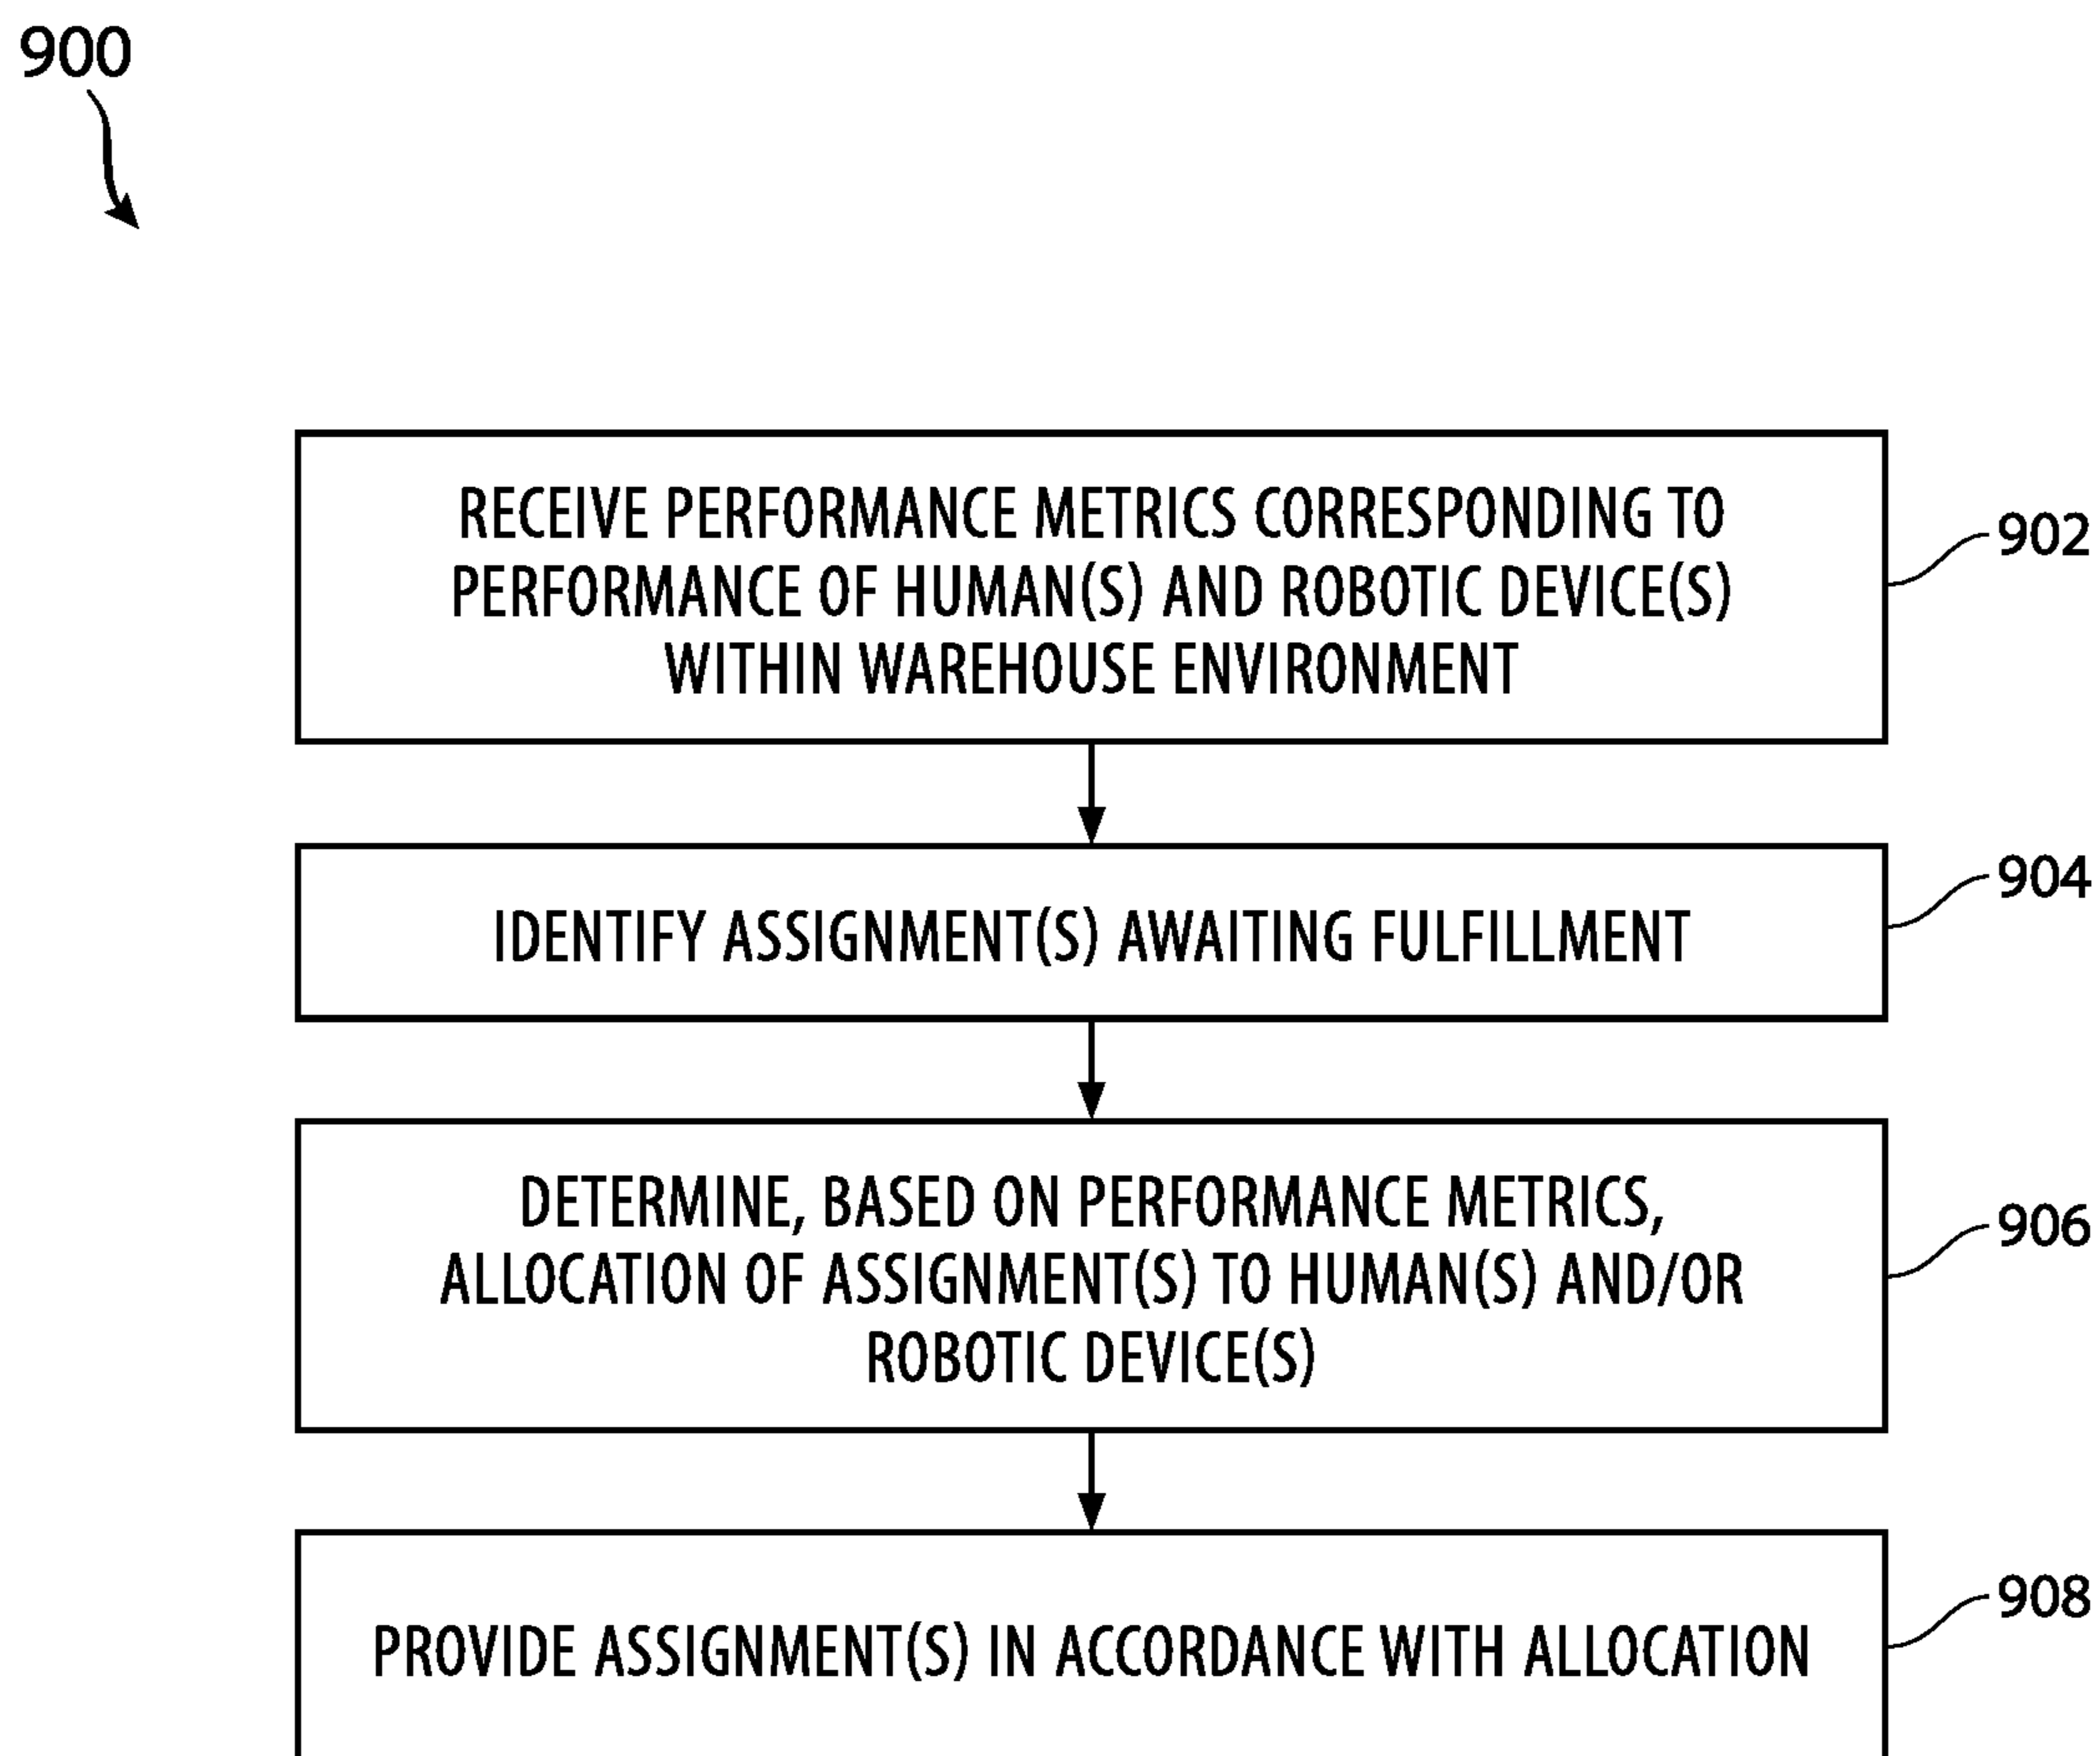 900
RECEIVE PERFORMANCE METRICS CORRESPONDING TO
PERFORMANCE OF HUMAN(S) AND ROBOTIC DEVICE(S)
WITHIN WAREHOUSE ENVIRONMENT
902
IDENTIFY ASSIGNMENT(S) AWAITING FULFILLMENT
904
DETERMINE, BASED ON PERFORMANCE METRICS,
ALLOCATION OF ASSIGNMENT(S) TO HUMAN(S) AND/OR
ROBOTIC DEVICE(S)
906
PROVIDE ASSIGNMENT(S) IN ACCORDANCE WITH ALLOCATION
908